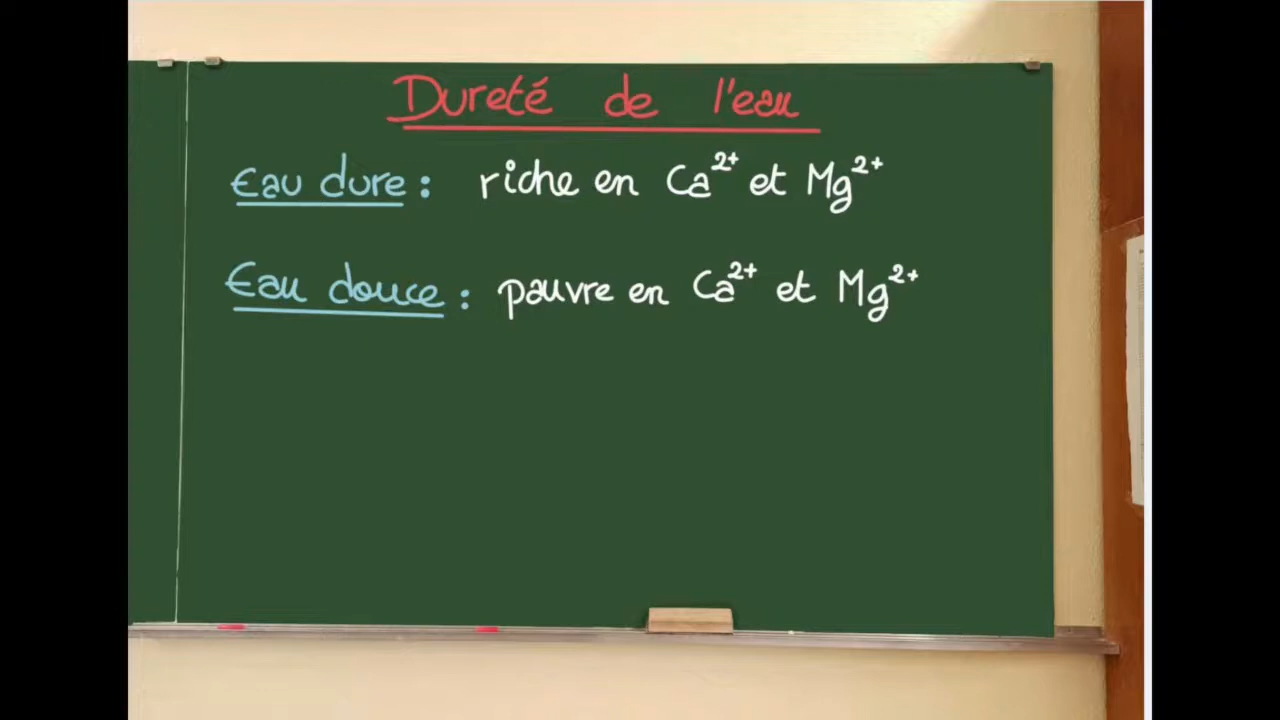 Dureté de l'eau
Eau dure : riche en Ca²⁺ et Mg²⁺
Eau douce : pauvre en Ca²⁺ et Mg²⁺